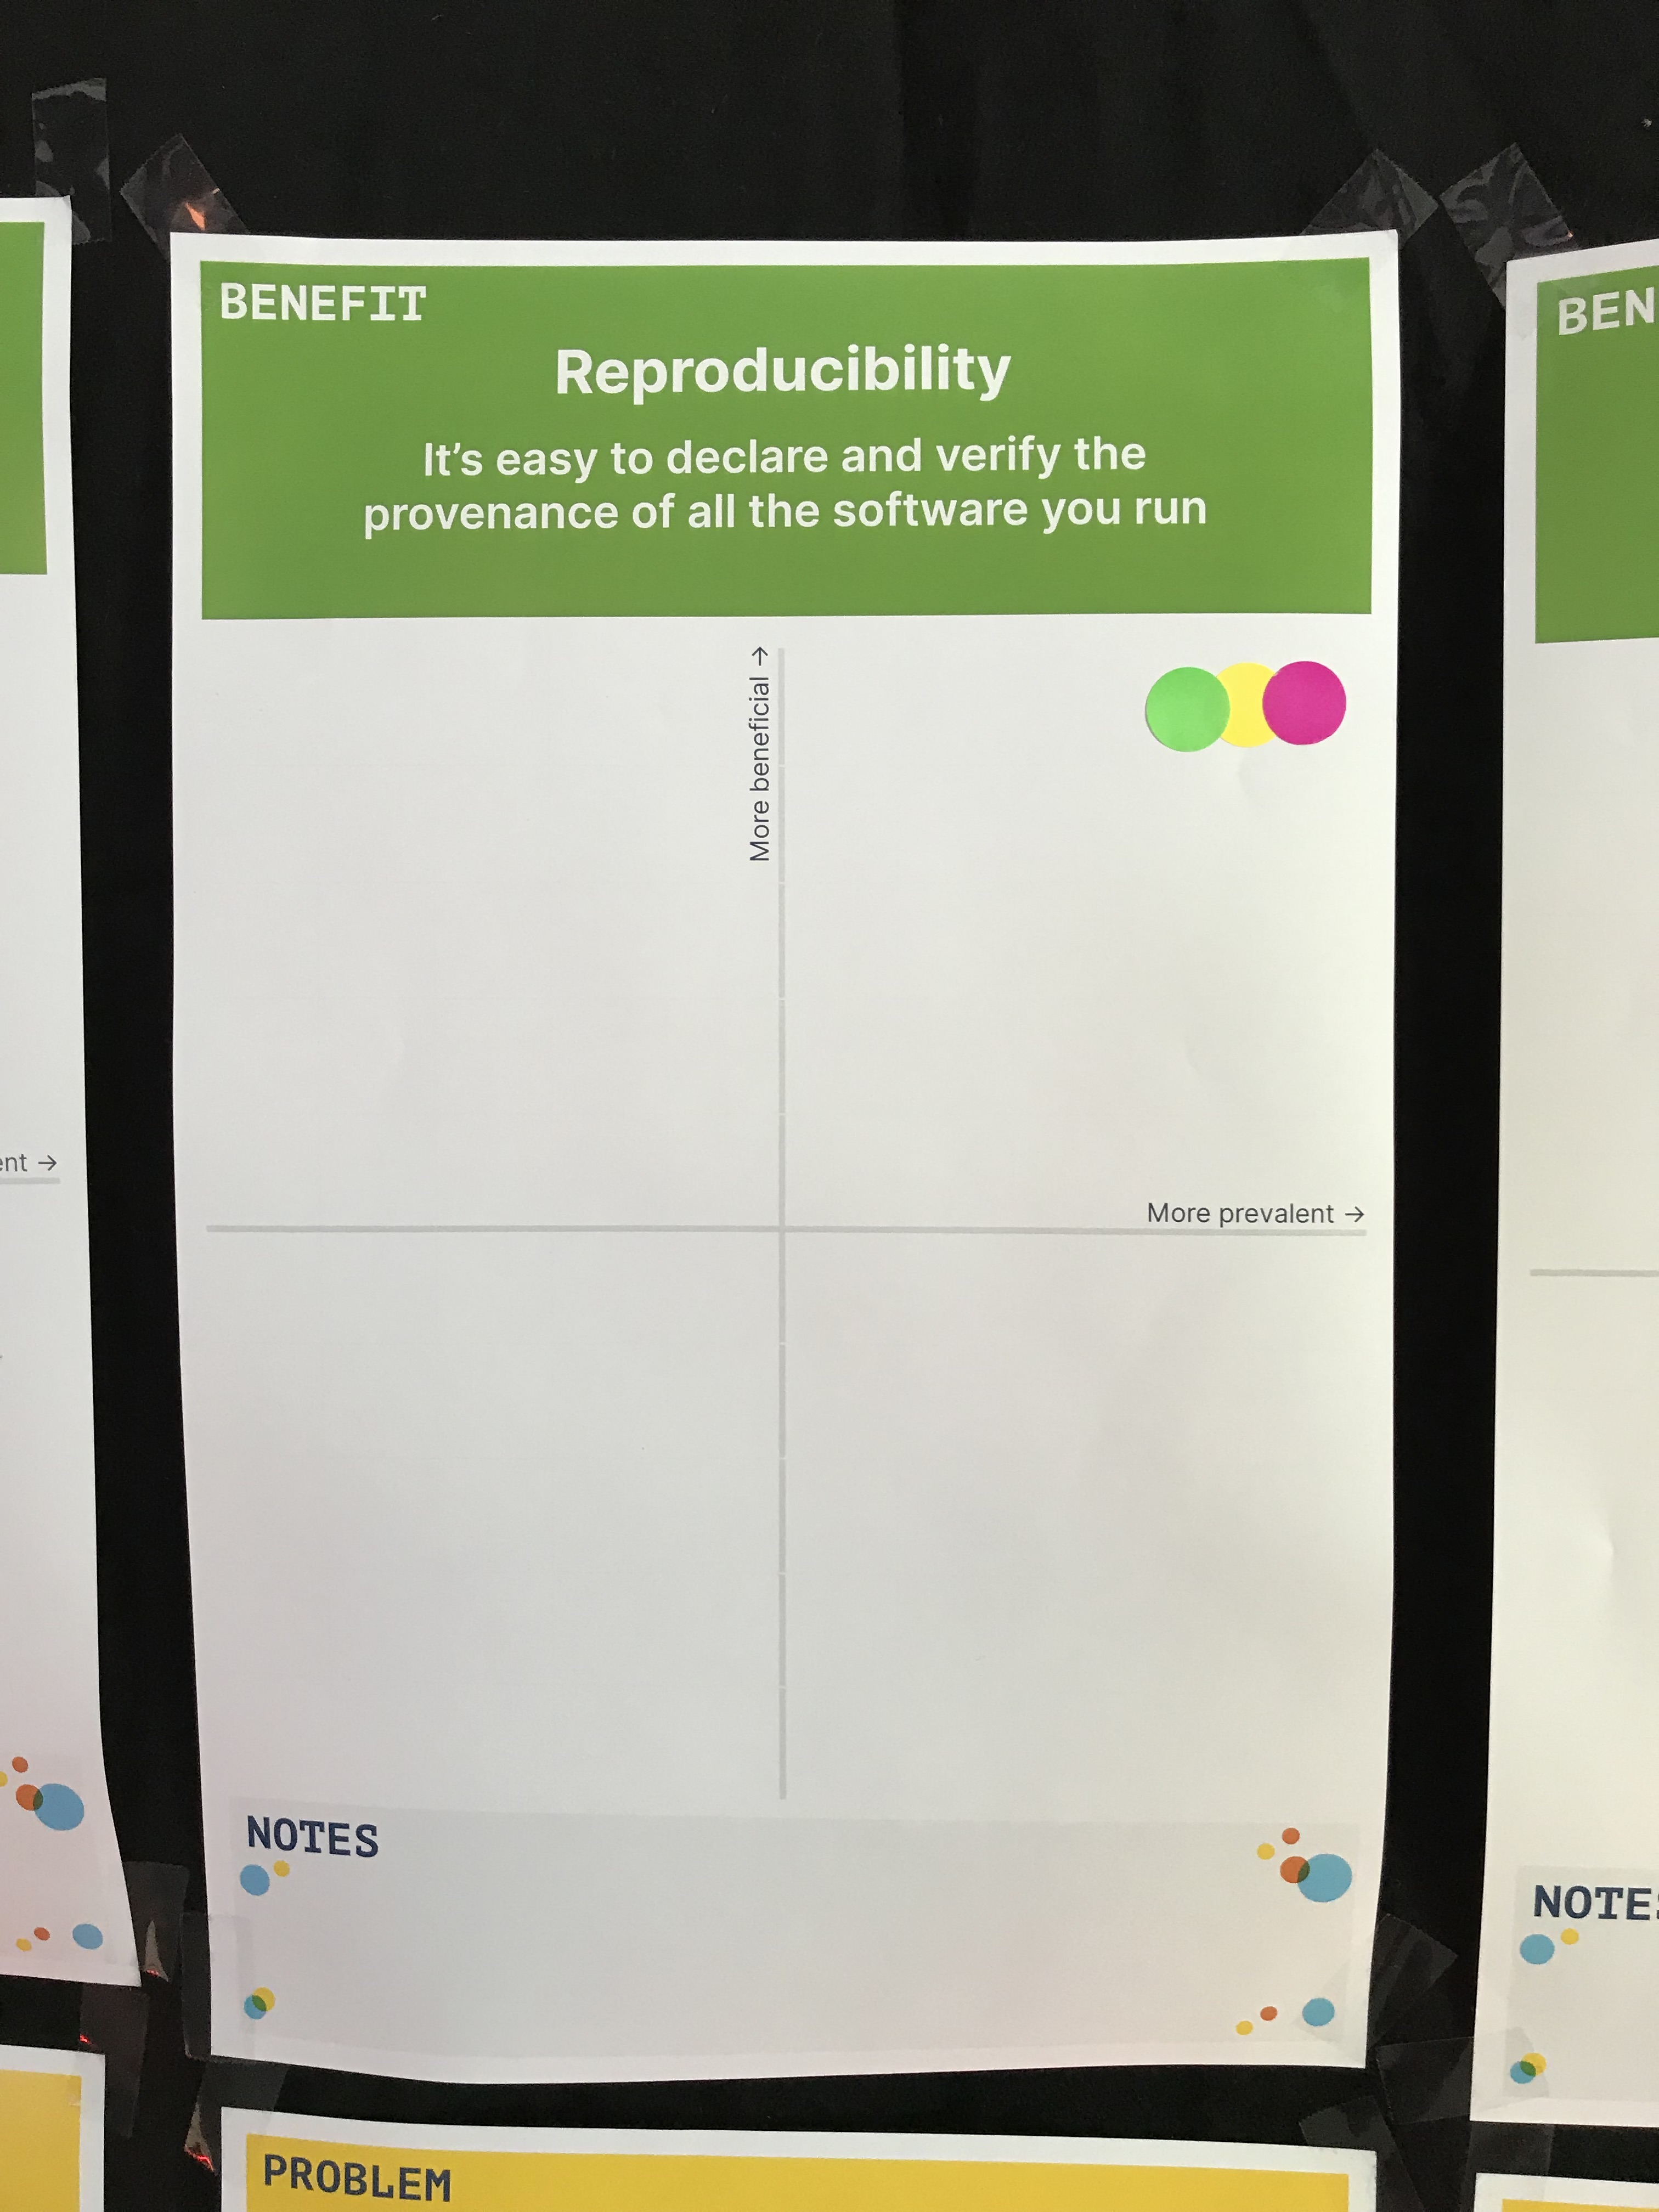 BENEFIT
Reproducibility
It's easy to declare and verify the
provenance of all the software you run
More beneficial →
More prevalent →
NOTES
PROBLEM
ent →
BEN
NOTES